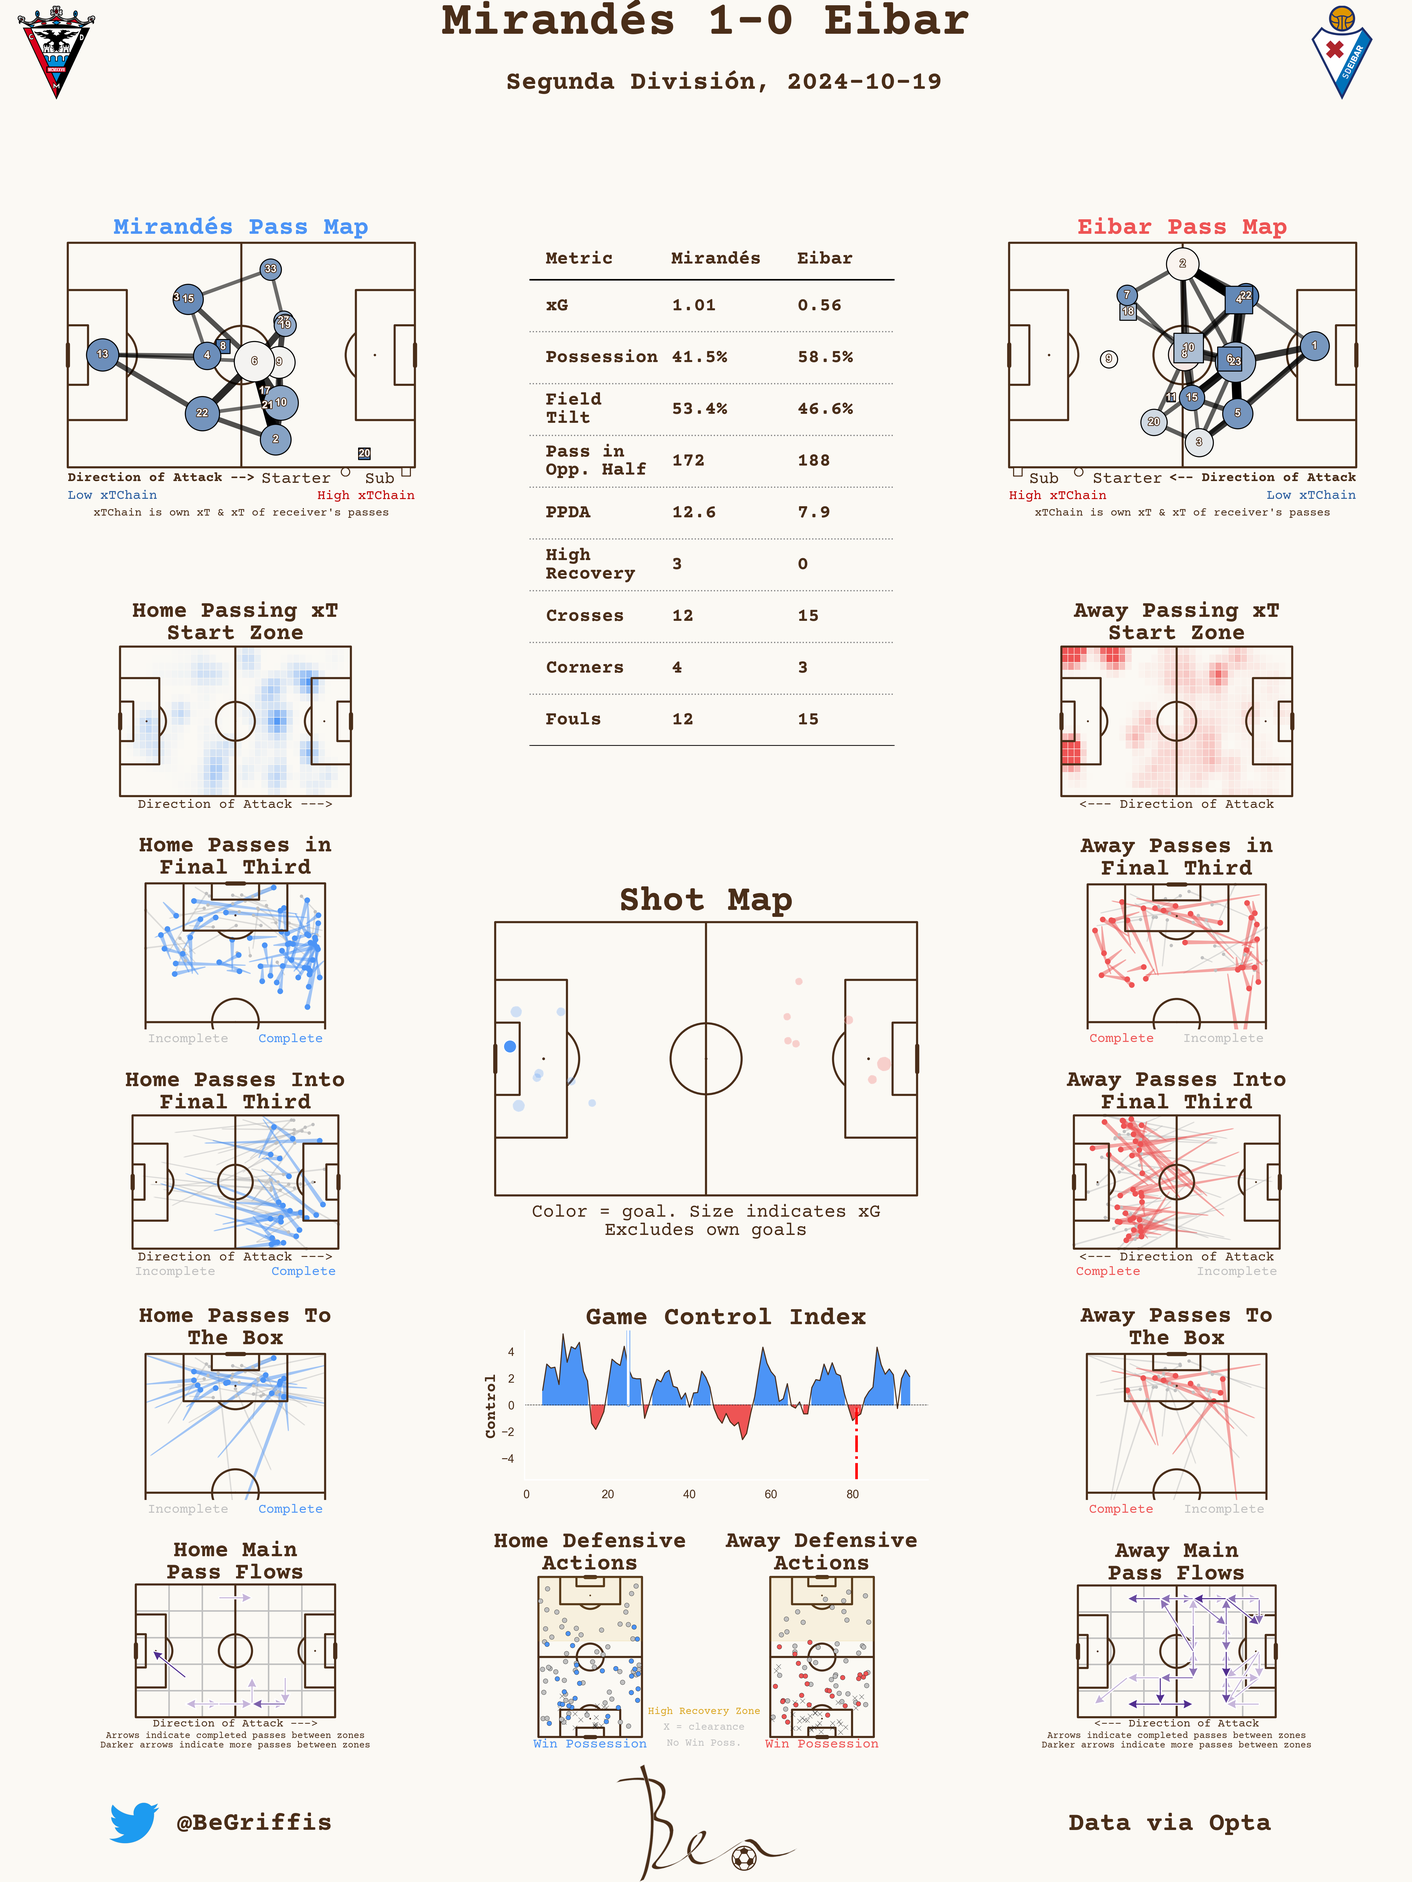 Mirandés 1-0 Eibar
Segunda División, 2024-10-19
SDEIBAR
Mirandés Pass Map
33
3 15
27
19
8
13
4
6
9
17
21 10
22
2
20
Direction of Attack --> Starter Sub
Low xTChain High xTChain
xTChain is own xT & xT of receiver's passes
Metric Mirandés Eibar
xG 1.01 0.56
Possession 41.5% 58.5%
Field
Tilt 53.4% 46.6%
Pass in
Opp. Half 172 188
PPDA 12.6 7.9
High
Recovery 3 0
Crosses 12 15
Corners 4 3
Fouls 12 15
Eibar Pass Map
2
7
22
4
18
10
8
1
9
6
23
11
15
20
5
3
Sub Starter <-- Direction of Attack
High xTChain Low xTChain
xTChain is own xT & xT of receiver's passes
Home Passing xT
Start Zone
Direction of Attack --->
Away Passing xT
Start Zone
<--- Direction of Attack
Home Passes in
Final Third
Incomplete Complete
Away Passes in
Final Third
Complete Incomplete
Shot Map
Color = goal. Size indicates xG
Excludes own goals
Home Passes Into
Final Third
Direction of Attack --->
Incomplete Complete
Away Passes Into
Final Third
<--- Direction of Attack
Complete Incomplete
Home Passes To
The Box
Incomplete Complete
Game Control Index
Control
4
2
0
−2
−4
0 20 40 60 80
Away Passes To
The Box
Complete Incomplete
Home Main
Pass Flows
Direction of Attack --->
Arrows indicate completed passes between zones
Darker arrows indicate more passes between zones
Home Defensive
Actions
Win Possession
High Recovery Zone
X = clearance
No Win Poss.
Away Defensive
Actions
Win Possession
Away Main
Pass Flows
<--- Direction of Attack
Arrows indicate completed passes between zones
Darker arrows indicate more passes between zones
@BeGriffis
Data via Opta